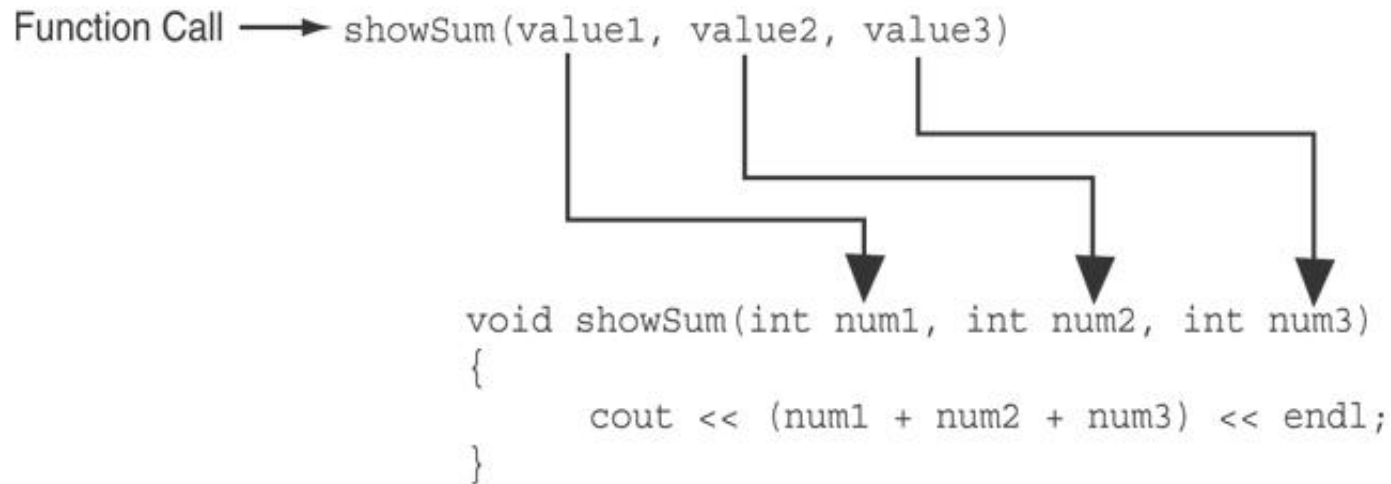 Function Call showSum(value1, value2, value3)
void showSum(int num1, int num2, int num3)
{
cout << (num1 + num2 + num3) << endl;
}